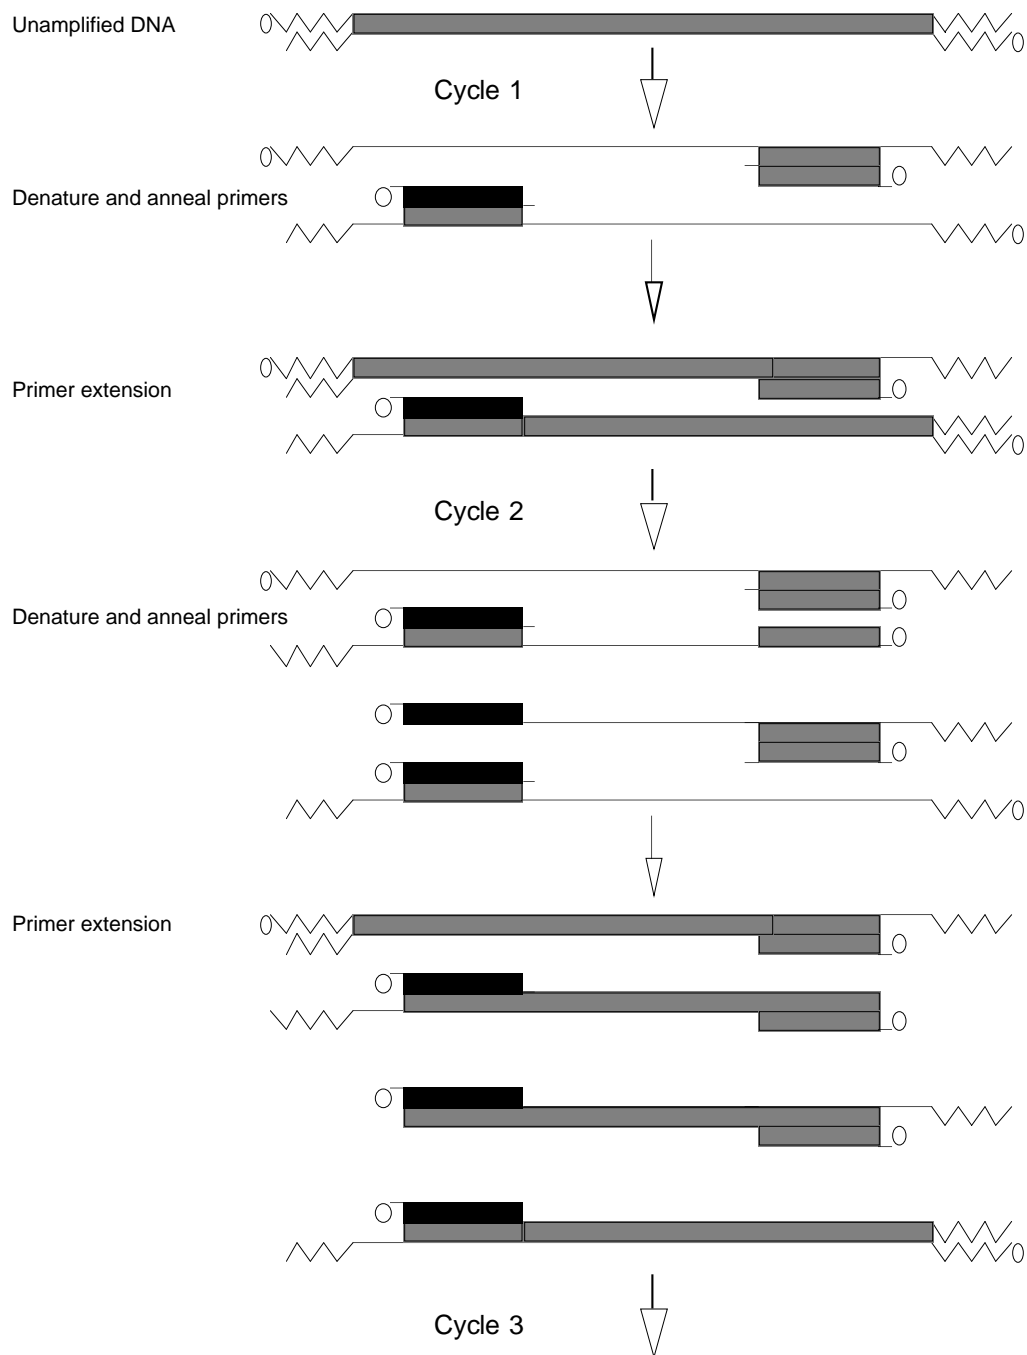 Unamplified DNA
Cycle 1
Denature and anneal primers
Primer extension
Cycle 2
Denature and anneal primers
Primer extension
Cycle 3